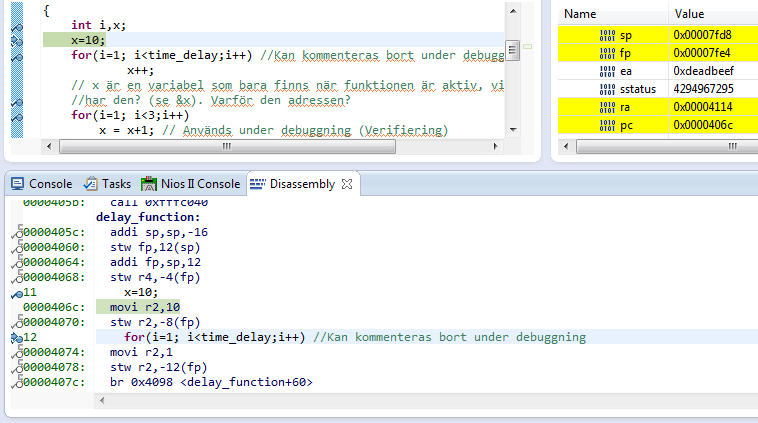 {
int i,x;
x=10;
for(i=1; i<time_delay;i++) //Kan kommenteras bort under debugg
x++;
// x är en variabel som bara finns när funktionen är aktiv, vi
//har den? (se &x). Varför den adressen?
for(i=1; i<3;i++)
x = x+1; // Används under debuggning (Verifiering)
Name Value
sp 0x00007fd8
fp 0x00007fe4
ea 0xdeadbeef
sstatus 4294967295
ra 0x00004114
pc 0x0000406c
Console Tasks Nios II Console Disassembly
0000405b: call 0xfffc040
delay_function:
0000405c: addi sp,sp,-16
00004060: stw fp,12(sp)
00004064: addi fp,sp,12
00004068: stw r4,-4(fp)
11 x=10;
0000406c: movi r2,10
00004070: stw r2,-8(fp)
12 for(i=1; i<time_delay;i++) //Kan kommenteras bort under debuggning
00004074: movi r2,1
00004078: stw r2,-12(fp)
0000407c: br 0x4098 <delay_function+60>